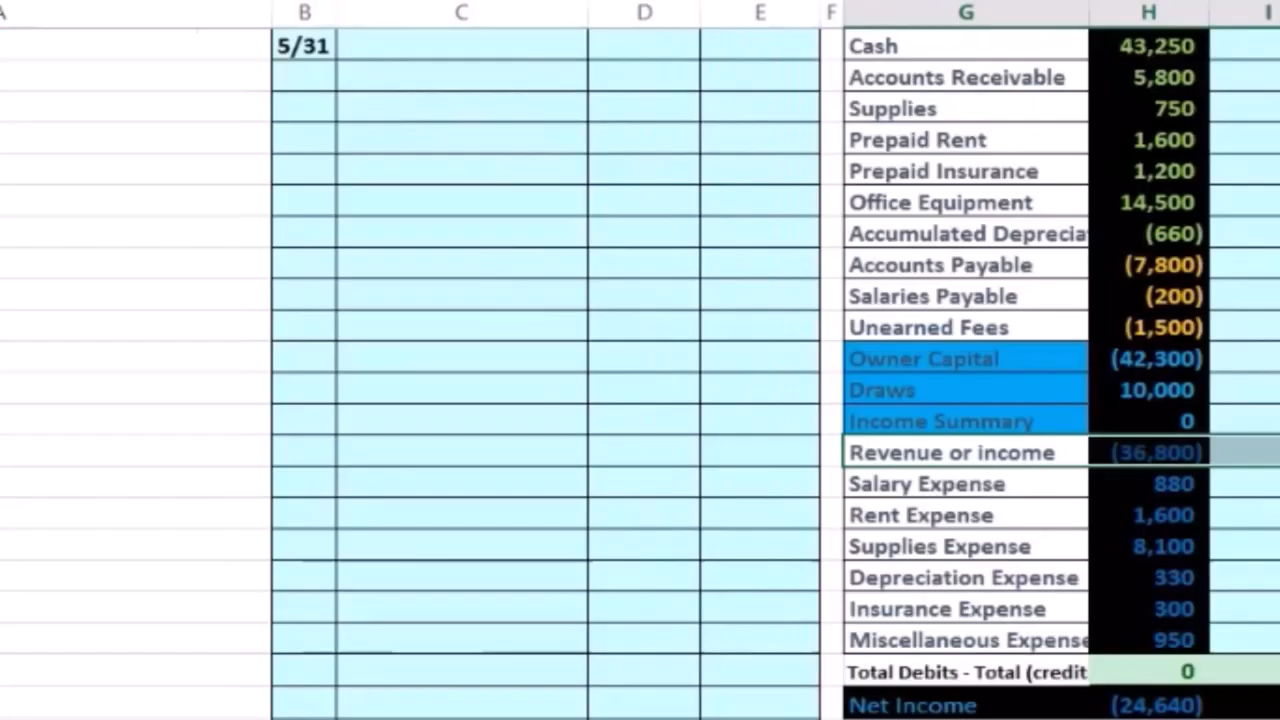 A B C D E F G H I
5/31 Cash 43,250
Accounts Receivable 5,800
Supplies 750
Prepaid Rent 1,600
Prepaid Insurance 1,200
Office Equipment 14,500
Accumulated Deprecia (660)
Accounts Payable (7,800)
Salaries Payable (200)
Unearned Fees (1,500)
Owner Capital (42,300)
Draws 10,000
Income Summary 0
Revenue or income (36,800)
Salary Expense 880
Rent Expense 1,600
Supplies Expense 8,100
Depreciation Expense 330
Insurance Expense 300
Miscellaneous Expense 950
Total Debits - Total (credit 0
Net Income (24,640)